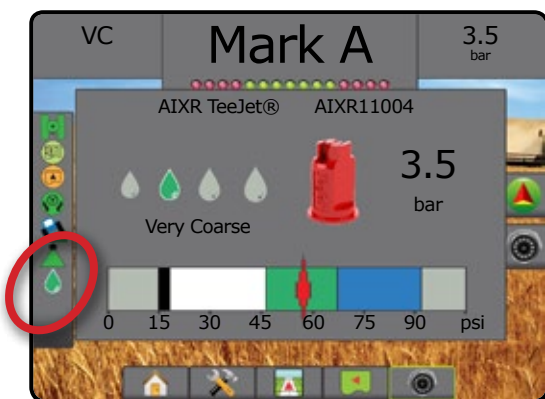 VC Mark A 3.5
bar
AIXR TeeJet® AIXR11004
3.5
bar
Very Coarse
0 15 30 45 60 75 90 psi